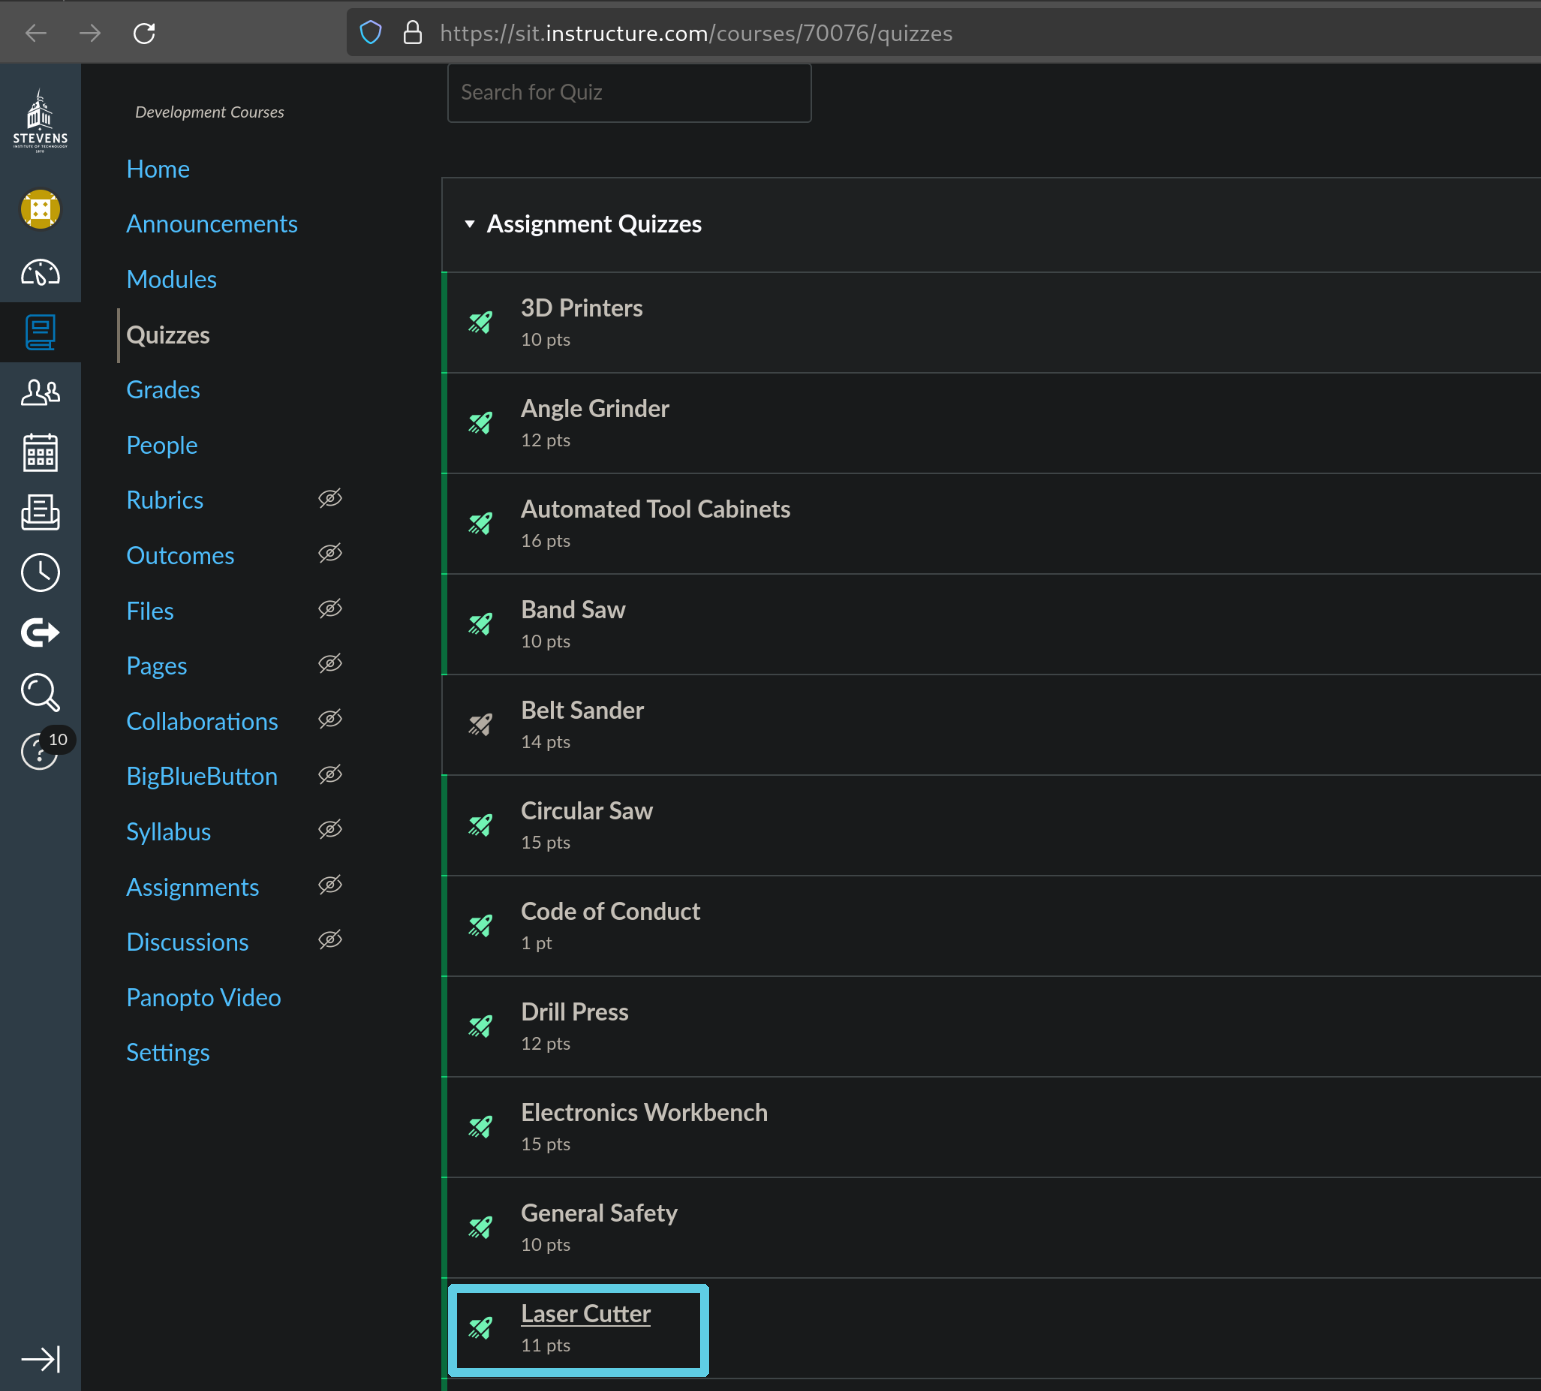 https://sit.instructure.com/courses/70076/quizzes
STEVENS
INSTITUTE OF TECHNOLOGY
1870
10
Development Courses
Home
Announcements
Modules
Quizzes
Grades
People
Rubrics
Outcomes
Files
Pages
Collaborations
BigBlueButton
Syllabus
Assignments
Discussions
Panopto Video
Settings
Search for Quiz
Assignment Quizzes
3D Printers
10 pts
Angle Grinder
12 pts
Automated Tool Cabinets
16 pts
Band Saw
10 pts
Belt Sander
14 pts
Circular Saw
15 pts
Code of Conduct
1 pt
Drill Press
12 pts
Electronics Workbench
15 pts
General Safety
10 pts
Laser Cutter
11 pts